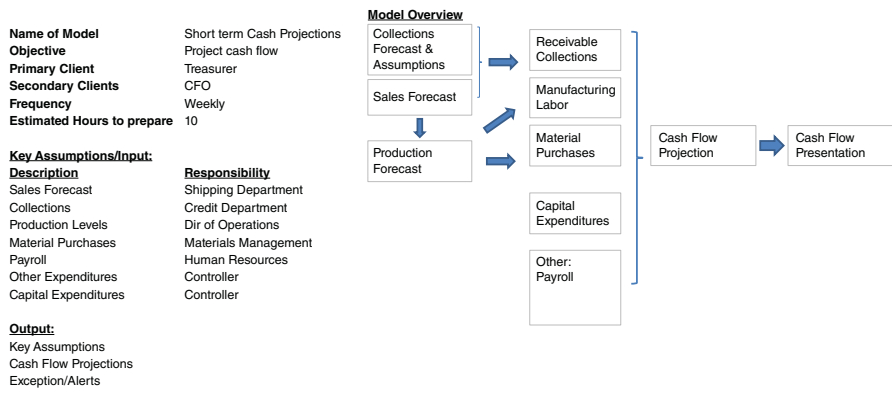 Name of Model Short term Cash Projections
Objective Project cash flow
Primary Client Treasurer
Secondary Clients CFO
Frequency Weekly
Estimated Hours to prepare 10
Key Assumptions/Input:
Description Responsibility
Sales Forecast Shipping Department
Collections Credit Department
Production Levels Dir of Operations
Material Purchases Materials Management
Payroll Human Resources
Other Expenditures Controller
Capital Expenditures Controller
Output:
Key Assumptions
Cash Flow Projections
Exception/Alerts
Model Overview
Collections
Forecast &
Assumptions
Sales Forecast
Production
Forecast
Receivable
Collections
Manufacturing
Labor
Material
Purchases
Capital
Expenditures
Other:
Payroll
Cash Flow
Projection
Cash Flow
Presentation